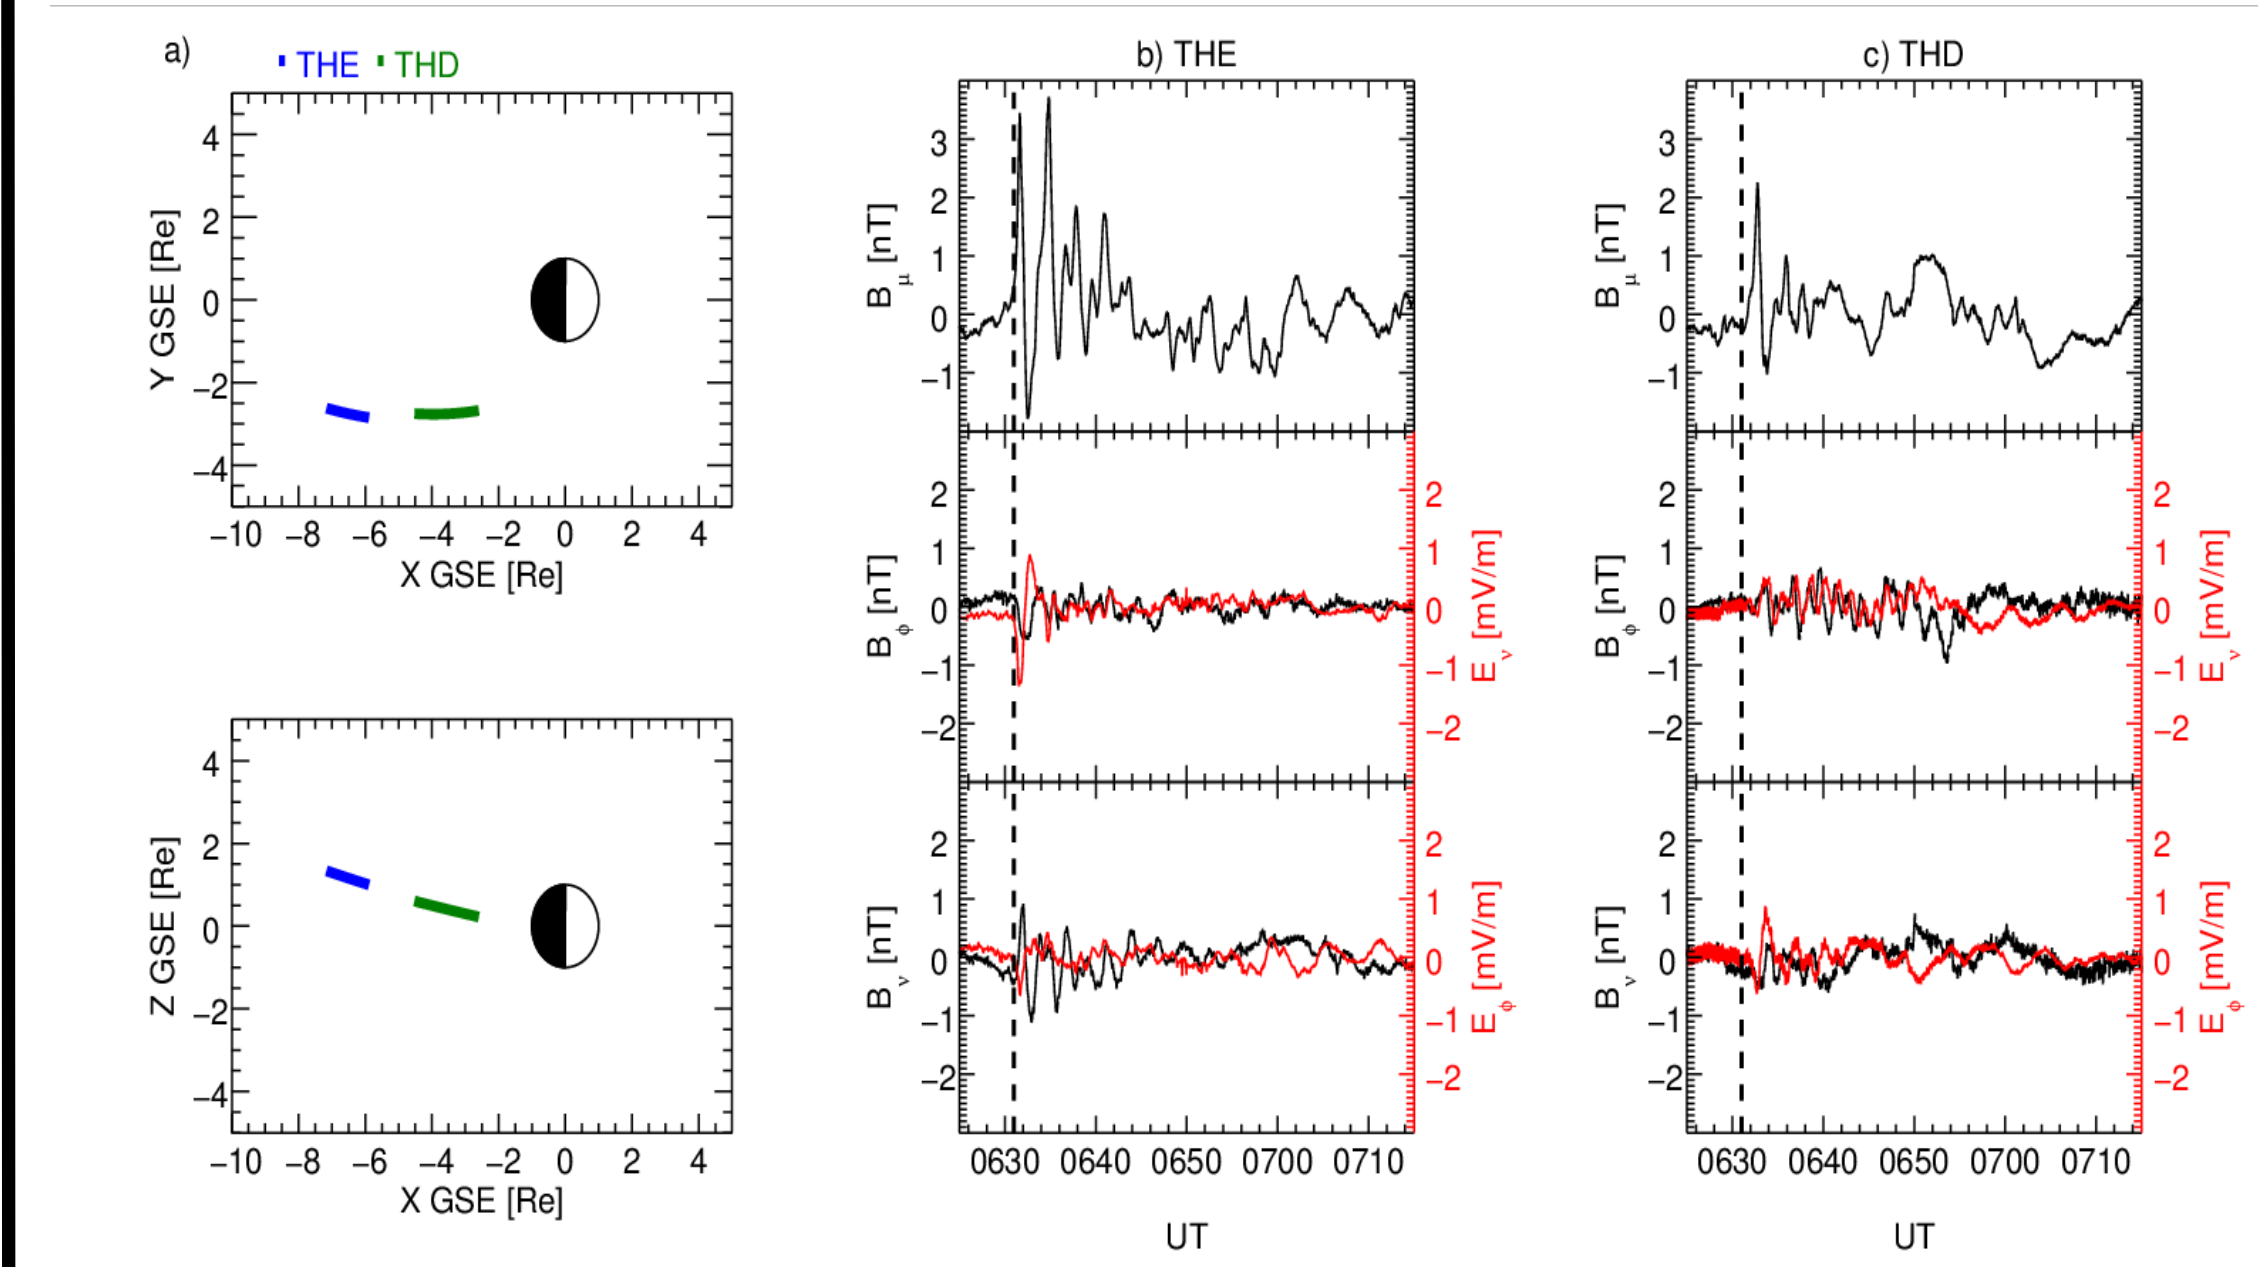 a)
THE THD
4
2
0
−2
−4
Y GSE [Re]
−10 −8 −6 −4 −2 0 2 4
X GSE [Re]
4
2
0
−2
−4
Z GSE [Re]
−10 −8 −6 −4 −2 0 2 4
X GSE [Re]
b) THE
3
2
1
0
−1
B μ [nT]
2
1
0
−1
−2
B ϕ [nT]
2
1
0
−1
−2
E ν [mV/m]
2
1
0
−1
−2
B ν [nT]
2
1
0
−1
−2
E ϕ [mV/m]
0630 0640 0650 0700 0710
UT
c) THD
3
2
1
0
−1
B μ [nT]
2
1
0
−1
−2
B ϕ [nT]
2
1
0
−1
−2
E ν [mV/m]
2
1
0
−1
−2
B ν [nT]
2
1
0
−1
−2
E ϕ [mV/m]
0630 0640 0650 0700 0710
UT